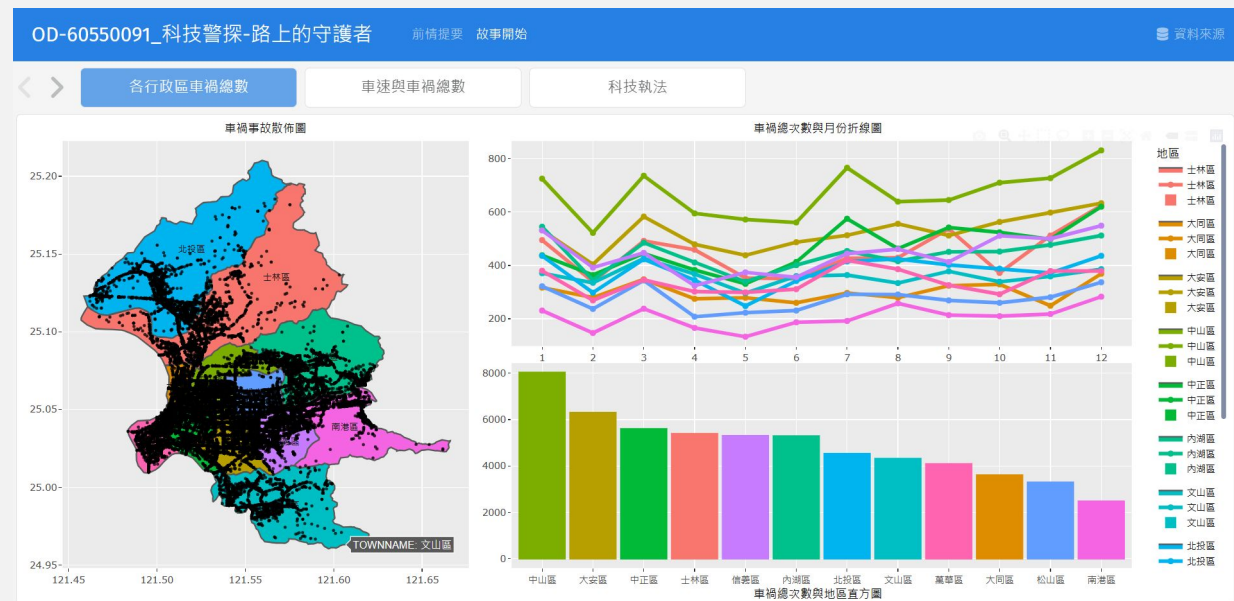 OD-60550091_科技警探-路上的守護者
前情提要
故事開始
資料來源
各行政區車禍總數
車速與車禍總數
科技執法
車禍事故散佈圖
25.20
25.15
25.10
25.05
25.00
24.95
121.45 121.50 121.55 121.60 121.65
北投區
士林區
南港區
TOWNNAME: 文山區
車禍總次數與月份折線圖
800
600
400
200
1 2 3 4 5 6 7 8 9 10 11 12
8000
6000
4000
2000
0
中山區 大安區 中正區 士林區 信義區 內湖區 北投區 文山區 萬華區 大同區 松山區 南港區
車禍總次數與地區直方圖
地區
士林區
士林區
士林區
大同區
大同區
大同區
大安區
大安區
大安區
中山區
中山區
中山區
中正區
中正區
中正區
內湖區
內湖區
內湖區
文山區
文山區
文山區
北投區
北投區